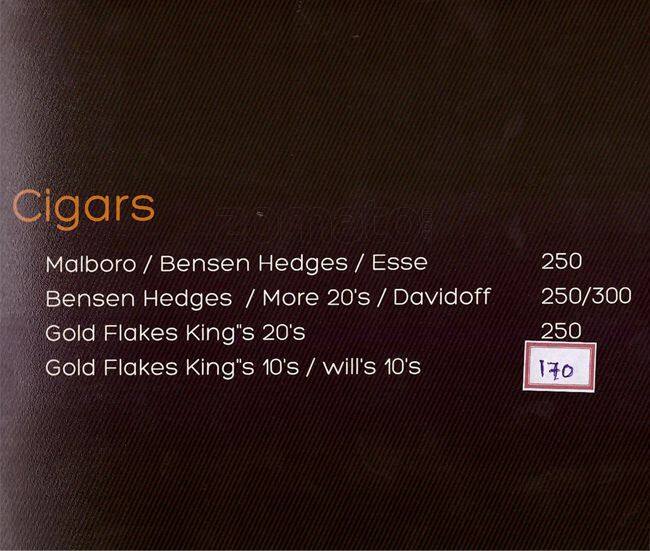 Cigars
zomato
Malboro / Bensen Hedges / Esse 250
Bensen Hedges / More 20's / Davidoff 250/300
Gold Flakes King"s 20's 250
Gold Flakes King"s 10's / will's 10's 170